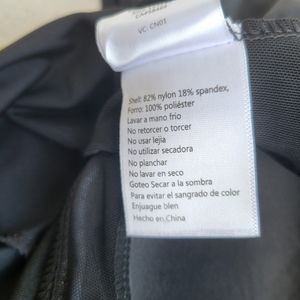 VC: CN01
Shell: 82% nylon 18% spandex,
Forro: 100% poliéster
Lavar a mano frio
No retorcer o torcer
No usar lejia
No utilizar secadora
No planchar
No lavar en seco
Goteo Secar a la sombra
Para evitar el sangrado de color
Enjuague bien
Hecho en China